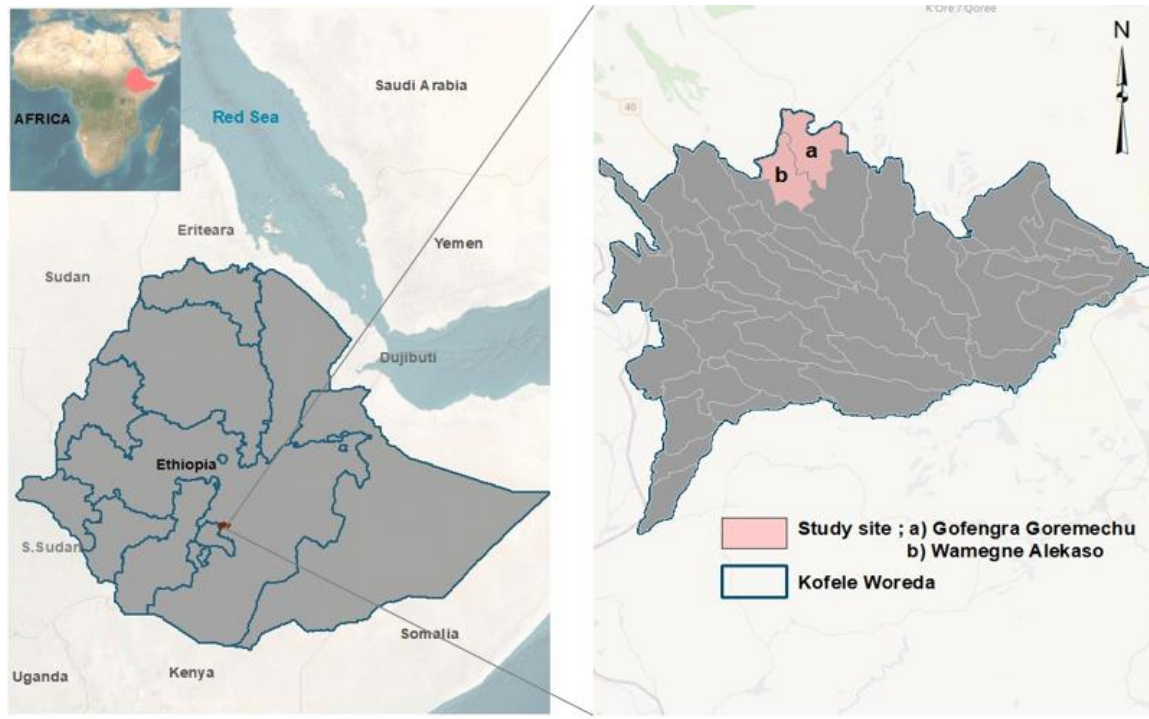 AFRICA
Saudi Arabia
Red Sea
Eriteara
Yemen
Sudan
Dujibuti
Ethiopia
S.Sudan
Somalia
Uganda
Kenya
K'Ore / Qoree
N
40
a
b
Study site ; a) Gofengra Goremechu
b) Wamegne Alekaso
Kofele Woreda